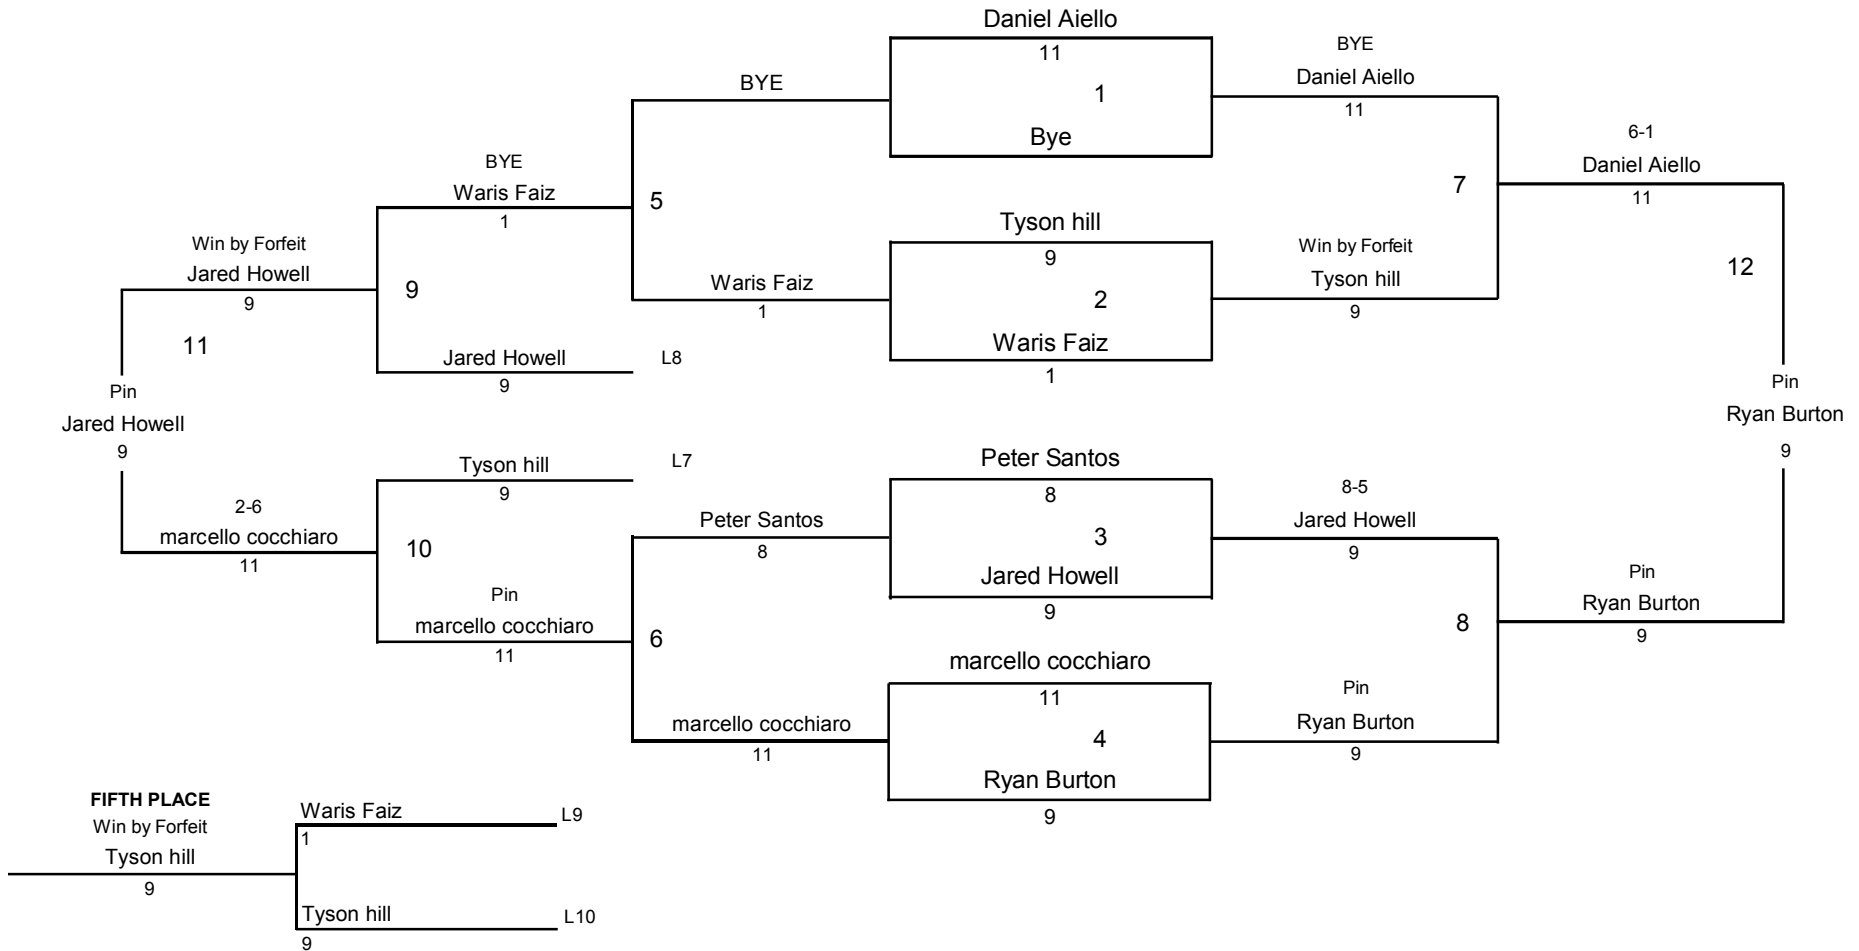 Daniel Aiello
11
1
Bye
BYE
Daniel Aiello
11
BYE
6-1
Daniel Aiello
11
7
12
BYE
Waris Faiz
1
5
Tyson hill
9
2
Waris Faiz
1
Win by Forfeit
Tyson hill
9
Waris Faiz
1
Win by Forfeit
Jared Howell
9
9
11
Jared Howell
9
L8
Pin
Jared Howell
9
Pin
Ryan Burton
9
Tyson hill
9
L7
Peter Santos
8
3
Jared Howell
9
8-5
Jared Howell
9
Peter Santos
8
2-6
marcello cocchiaro
11
10
Pin
marcello cocchiaro
11
6
8
Pin
Ryan Burton
9
marcello cocchiaro
11
4
Ryan Burton
9
Pin
Ryan Burton
9
marcello cocchiaro
11
FIFTH PLACE
Win by Forfeit
Tyson hill
9
Waris Faiz
1
L9
Tyson hill
9
L10